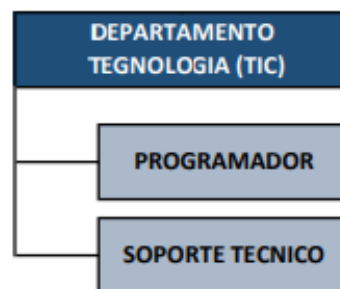 DEPARTAMENTO
TEGNOLOGIA (TIC)
PROGRAMADOR
SOPORTE TECNICO